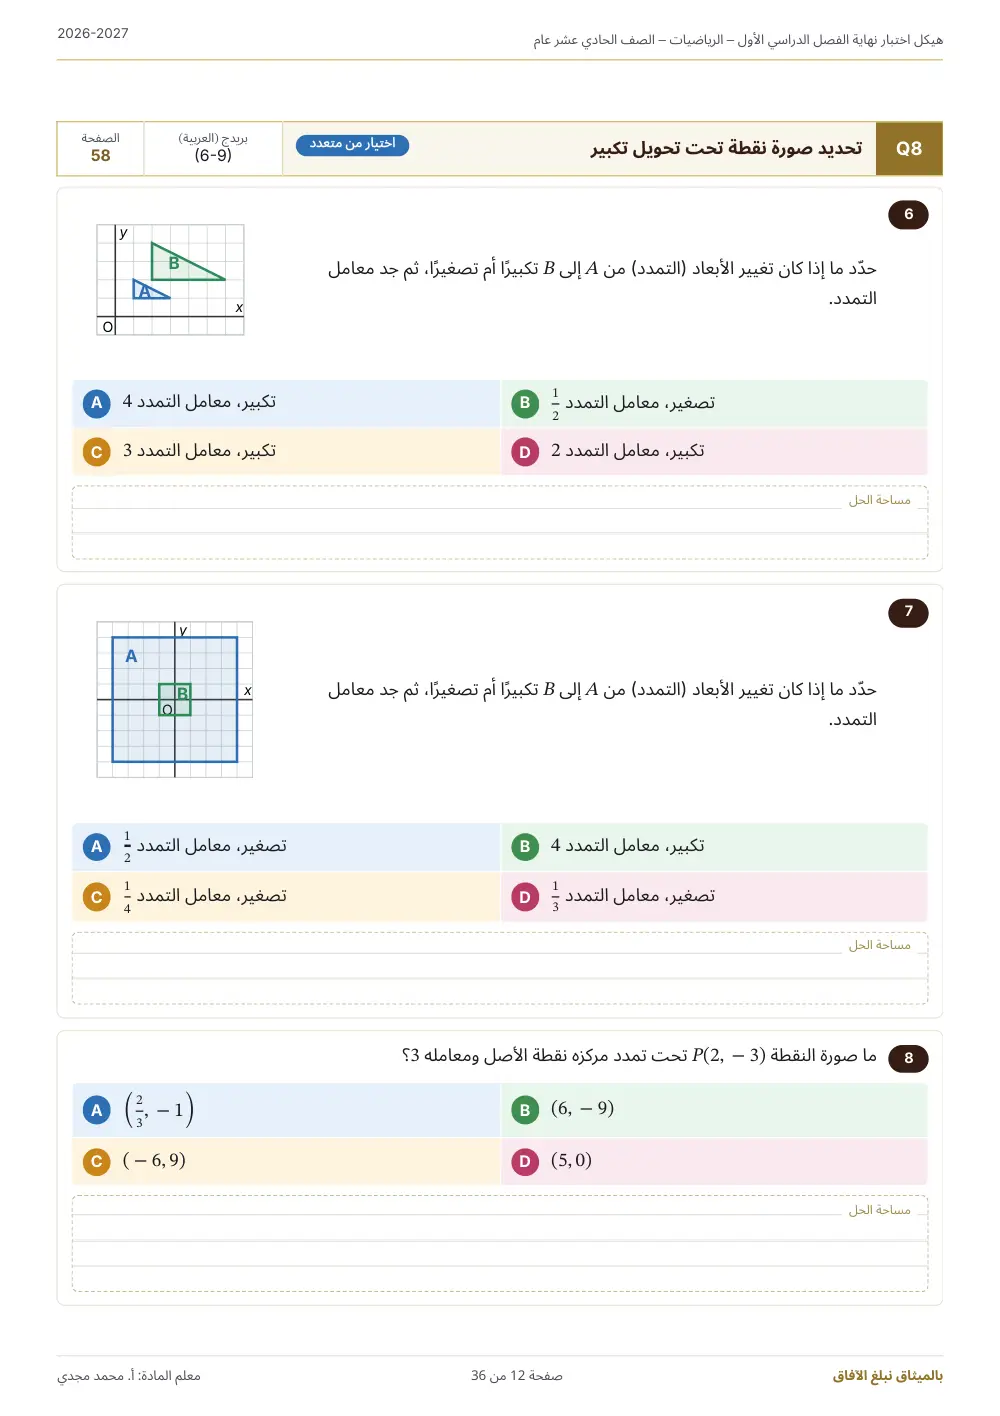 هيكل اختبار نهاية الفصل الدراسي الأول – الرياضيات – الصف الحادي عشر عام
2026-2027
Q8
تحديد صورة نقطة تحت تحويل تكبير
اختيار من متعدد
بريدج (العربية)
(6-9)
الصفحة
58
6
حدّد ما إذا كان تغيير الأبعاد (التمدد) من A إلى B تكبيرًا أم تصغيرًا، ثم جد معامل
التمدد.
y
B
A
x
O
A تكبير، معامل التمدد 4
B تصغير، معامل التمدد 1/2
C تكبير، معامل التمدد 3
D تكبير، معامل التمدد 2
مساحة الحل
7
حدّد ما إذا كان تغيير الأبعاد (التمدد) من A إلى B تكبيرًا أم تصغيرًا، ثم جد معامل
التمدد.
y
A
B
x
O
A تصغير، معامل التمدد 1/2
B تكبير، معامل التمدد 4
C تصغير، معامل التمدد 1/4
D تصغير، معامل التمدد 1/3
مساحة الحل
8
ما صورة النقطة P(2, − 3) تحت تمدد مركزه نقطة الأصل ومعامله 3؟
A (2/3, − 1)
B (6, − 9)
C ( − 6, 9)
D (5, 0)
مساحة الحل
بالميثاق نبلغ الآفاق
صفحة 12 من 36
معلم المادة: أ. محمد مجدي